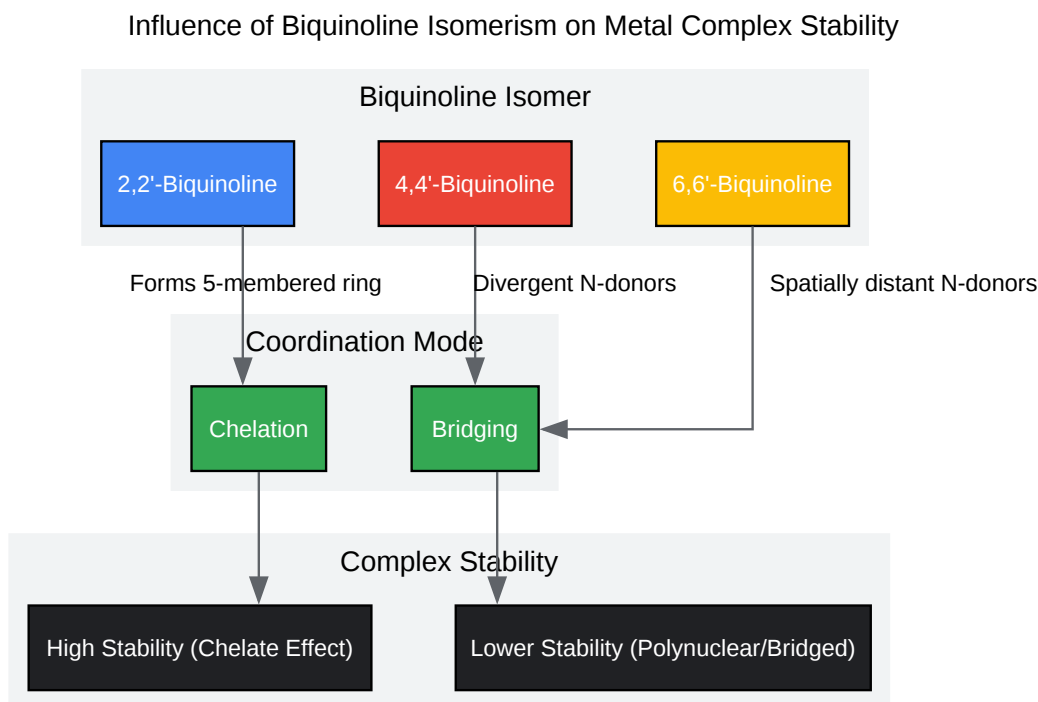 Influence of Biquinoline Isomerism on Metal Complex Stability
Biquinoline Isomer
2,2'-Biquinoline
4,4'-Biquinoline
6,6'-Biquinoline
Forms 5-membered ring
Divergent N-donors
Spatially distant N-donors
Coordination Mode
Chelation
Bridging
Complex Stability
High Stability (Chelate Effect)
Lower Stability (Polynuclear/Bridged)